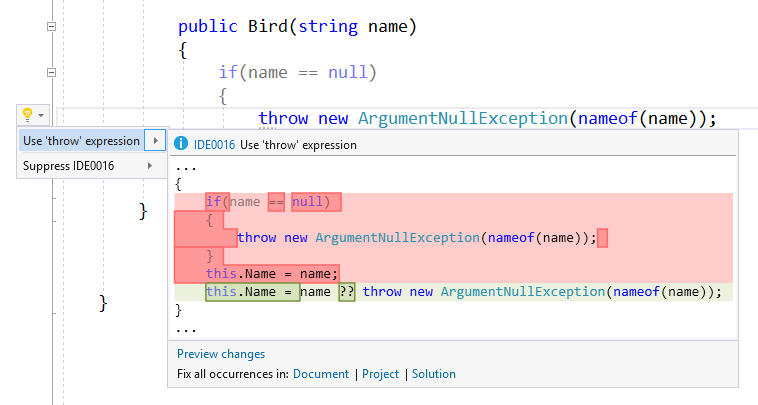 public Bird(string name)
{
if(name == null)
{
throw new ArgumentNullException(nameof(name));
Use 'throw' expression
Suppress IDE0016
IDE0016 Use 'throw' expression
...
{
if(name == null)
{
throw new ArgumentNullException(nameof(name));
}
this.Name = name;
this.Name = name ?? throw new ArgumentNullException(nameof(name));
}
...
Preview changes
Fix all occurrences in: Document | Project | Solution
}
}